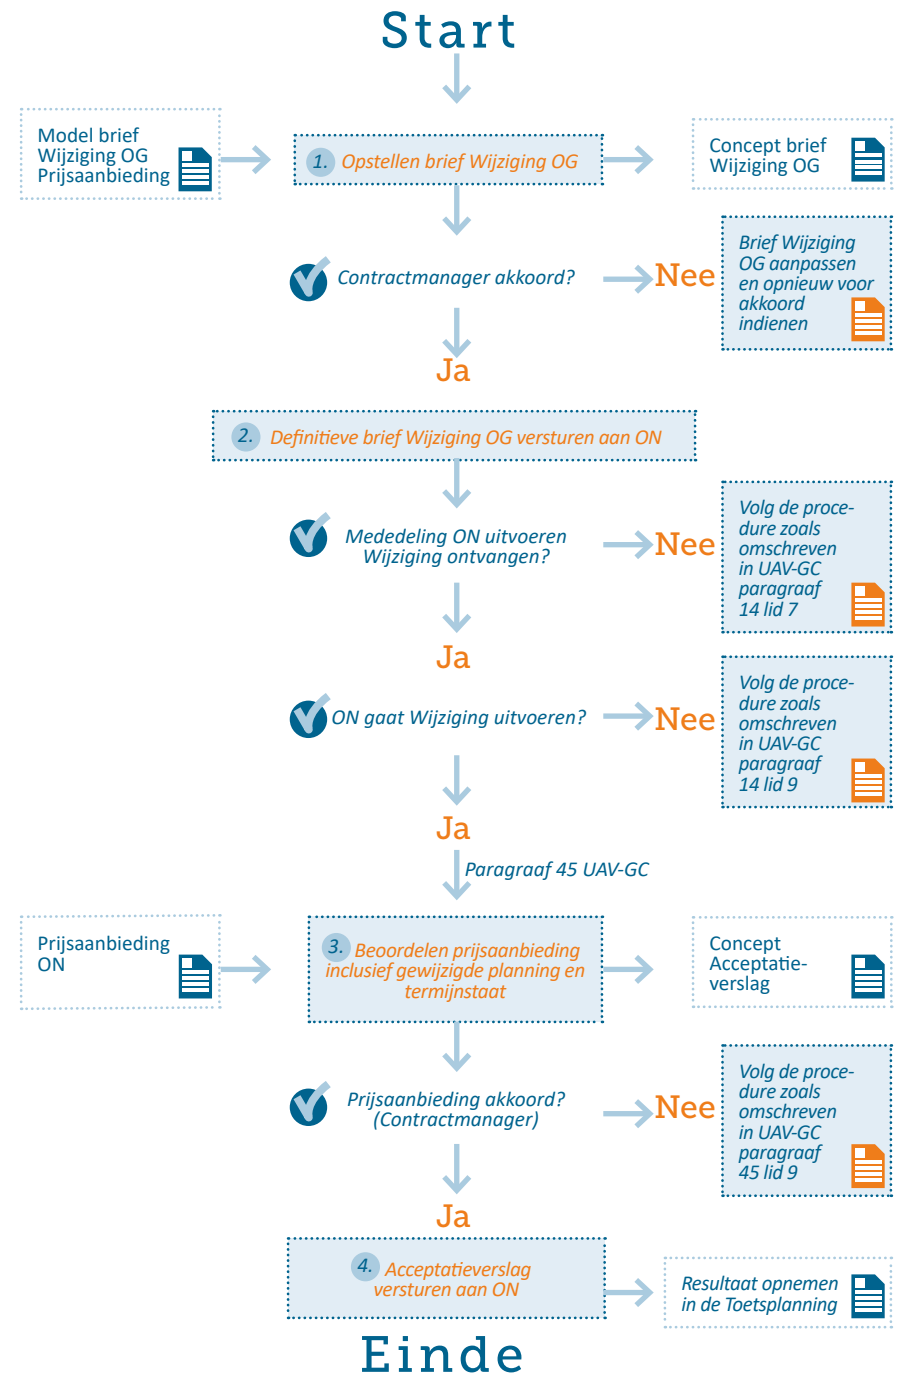 Start
Model brief
Wijziging OG
Prijsaanbieding
1. Opstellen brief Wijziging OG
Concept brief
Wijziging OG
Contractmanager akkoord?
Nee
Brief Wijziging
OG aanpassen
en opnieuw voor
akkoord
indienen
Ja
2. Definitieve brief Wijziging OG versturen aan ON
Mededeling ON uitvoeren
Wijziging ontvangen?
Nee
Volg de proce-
dure zoals
omschreven
in UAV-GC
paragraaf
14 lid 7
Ja
ON gaat Wijziging uitvoeren?
Nee
Volg de proce-
dure zoals
omschreven
in UAV-GC
paragraaf
14 lid 9
Ja
Paragraaf 45 UAV-GC
Prijsaanbieding
ON
3. Beoordelen prijsaanbieding
inclusief gewijzigde planning en
termijnstaat
Concept
Acceptatie-
verslag
Prijsaanbieding akkoord?
(Contractmanager)
Nee
Volg de proce-
dure zoals
omschreven
in UAV-GC
paragraaf
45 lid 9
Ja
4. Acceptatieverslag
versturen aan ON
Resultaat opnemen
in de Toetsplanning
Einde